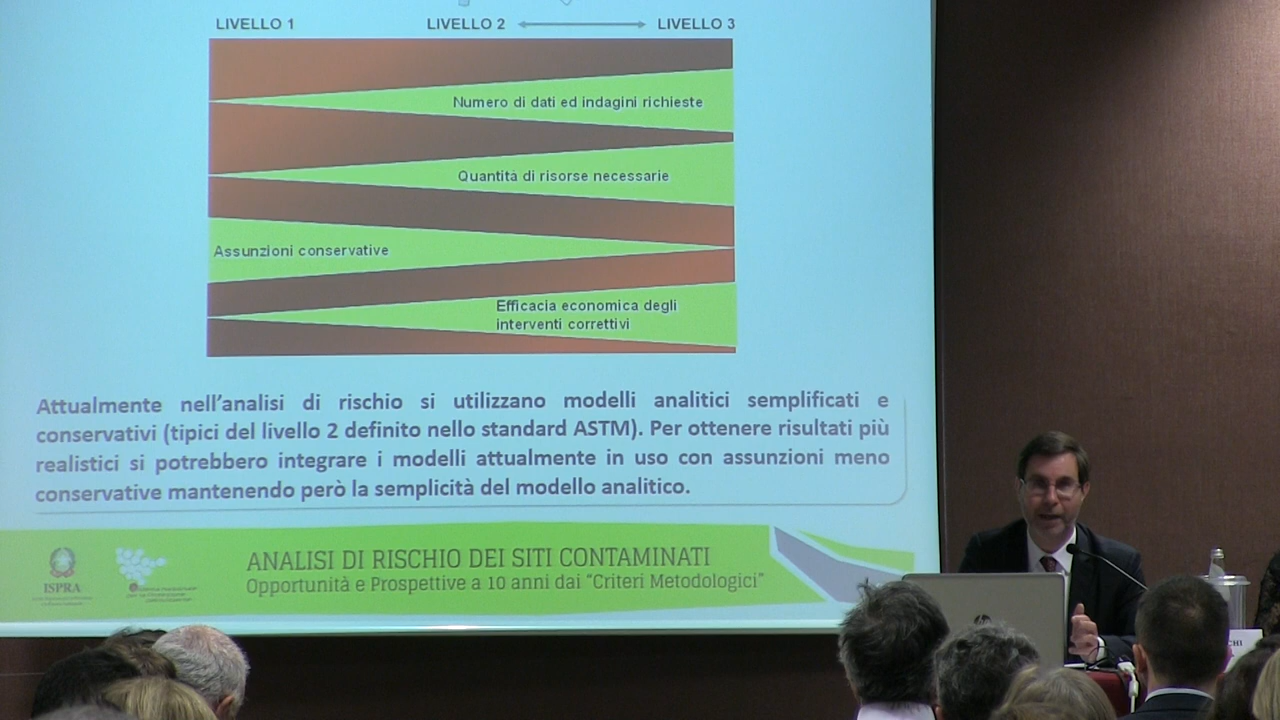 LIVELLO 1 LIVELLO 2 LIVELLO 3
Numero di dati ed indagini richieste
Quantità di risorse necessarie
Assunzioni conservative
Efficacia economica degli
interventi correttivi
Attualmente nell'analisi di rischio si utilizzano modelli analitici semplificati e
conservativi (tipici del livello 2 definito nello standard ASTM). Per ottenere risultati più
realistici si potrebbero integrare i modelli attualmente in uso con assunzioni meno
conservative mantenendo però la semplicità del modello analitico.
ISPRA
ANALISI DI RISCHIO DEI SITI CONTAMINATI
Opportunità e Prospettive a 10 anni dai "Criteri Metodologici"
hp
CHI